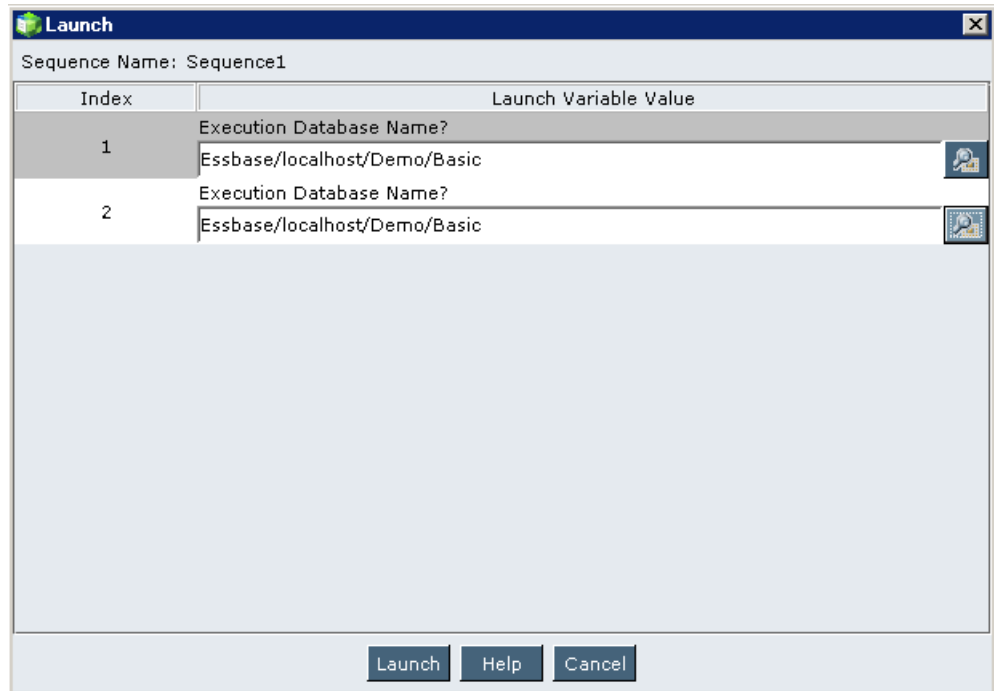 Launch
Sequence Name: Sequence1
Index Launch Variable Value
1
Execution Database Name?
Essbase/localhost/Demo/Basic
2
Execution Database Name?
Essbase/localhost/Demo/Basic
Launch Help Cancel